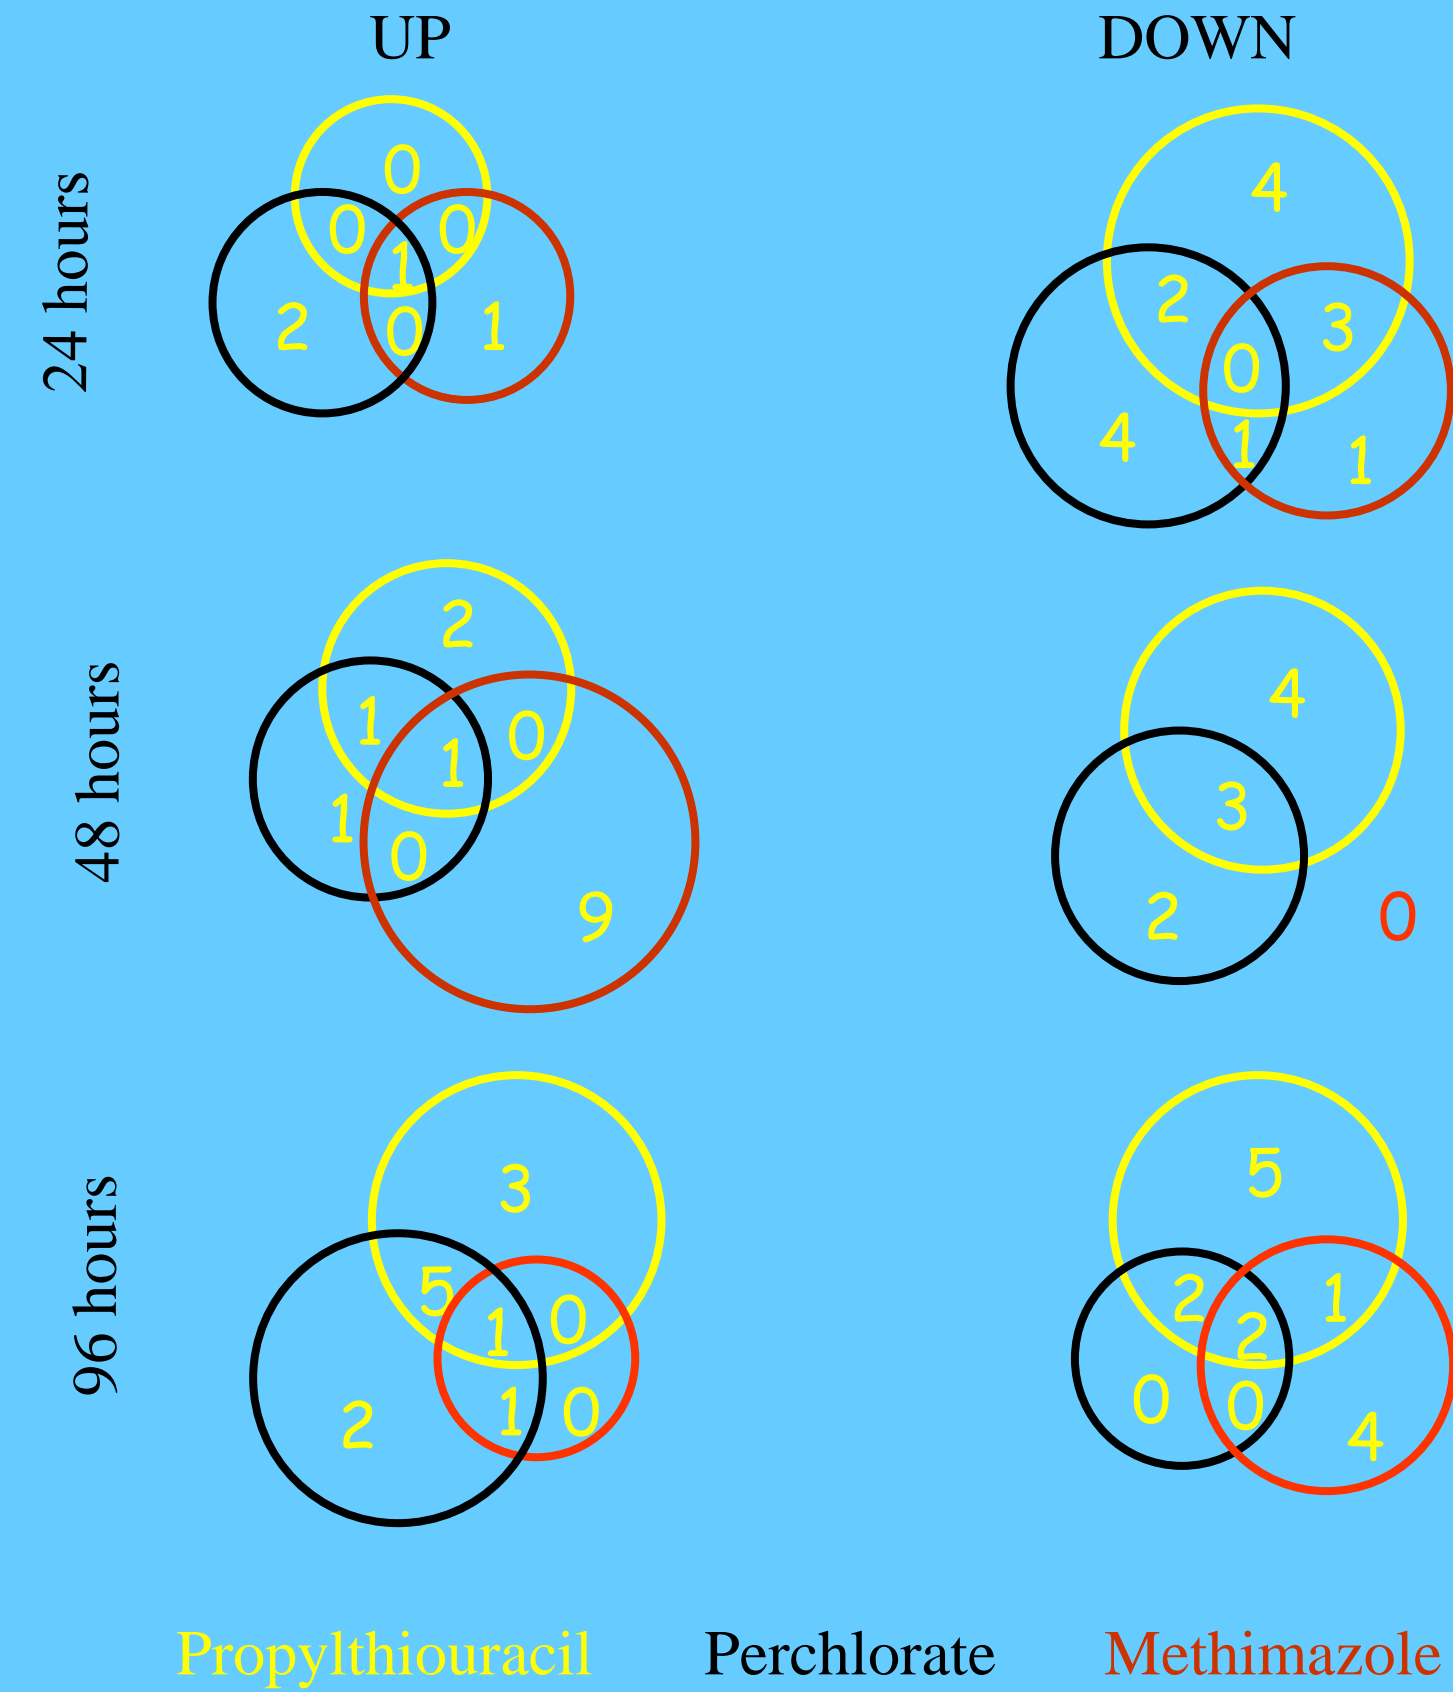 UP DOWN
24 hours
0
0 0
1
2 0 1
4
2 3
0
4 1 1
48 hours
2
1 0
1
1 0
9
4
3
2 0
96 hours
3
5 1 0
2 1 0
5
2 2 1
0 0 4
Propylthiouracil Perchlorate Methimazole